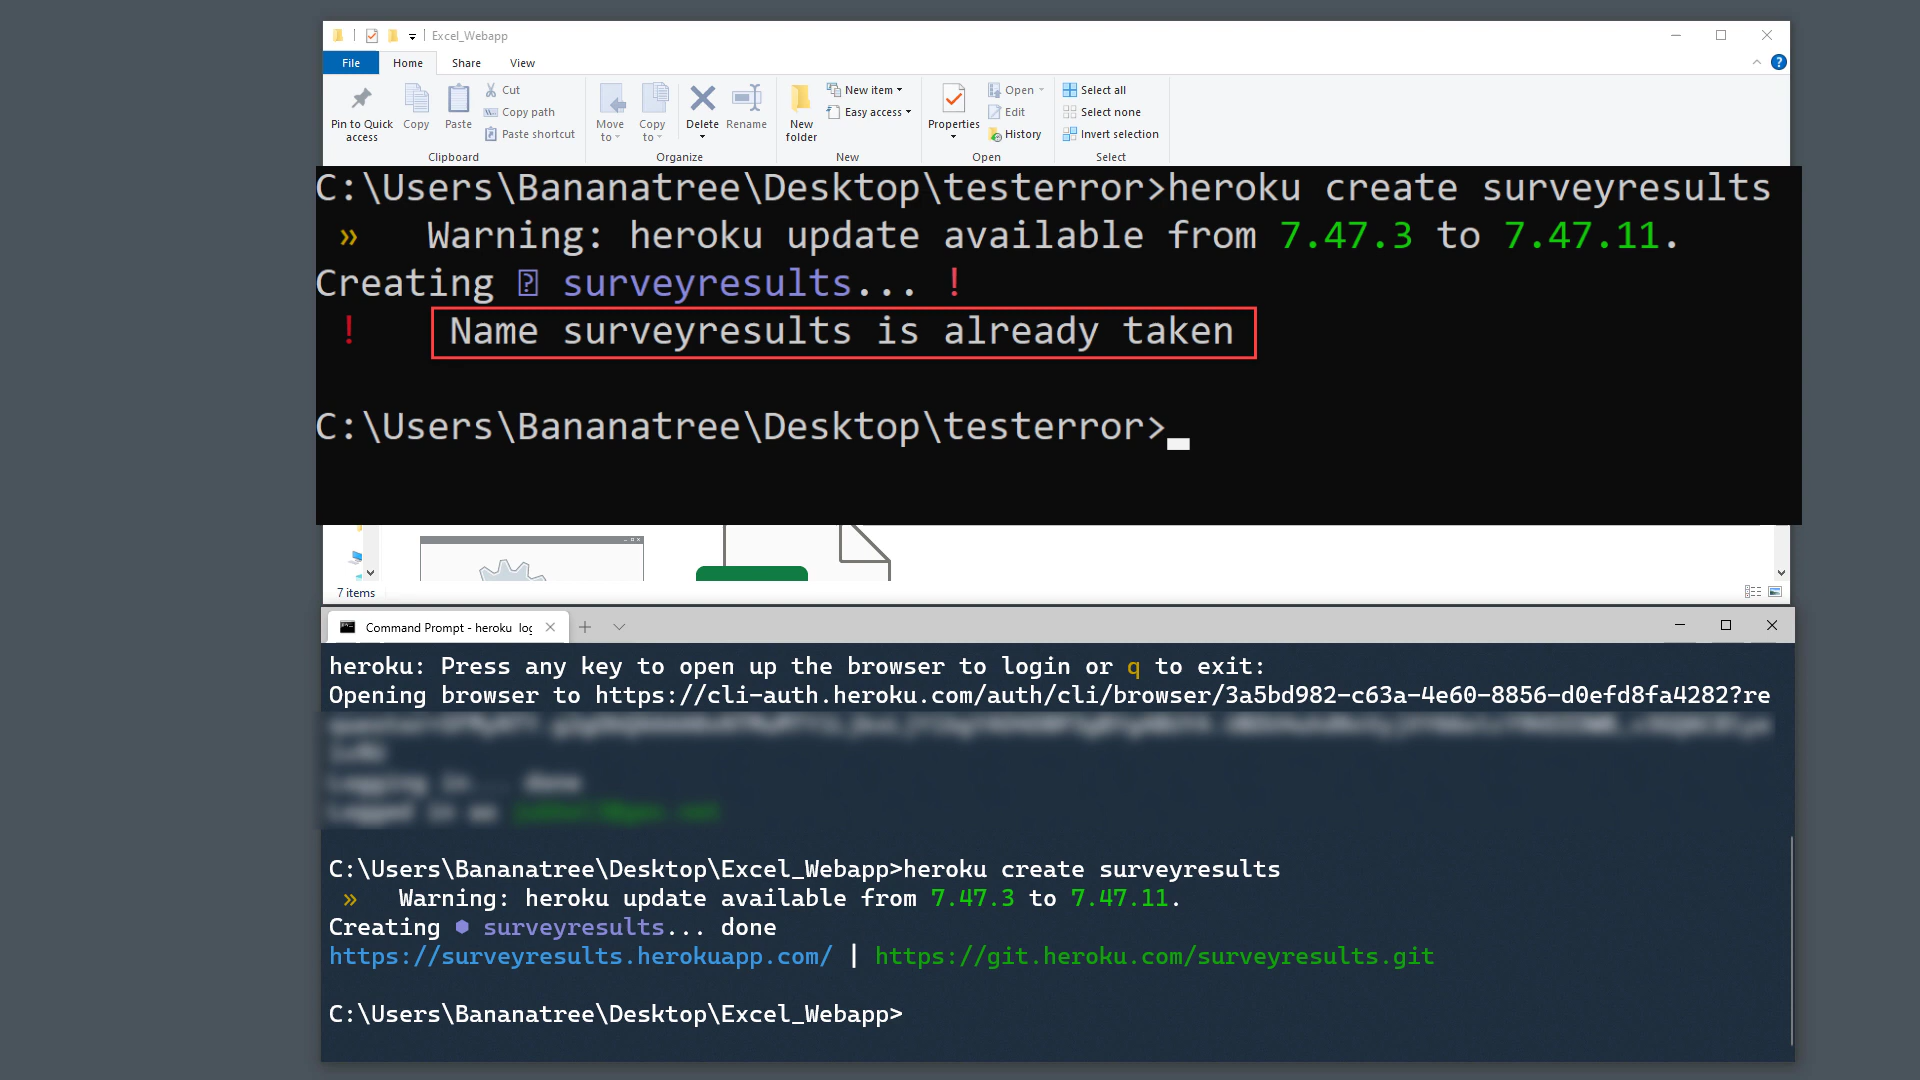 Excel_Webapp
File Home Share View
Pin to Quick access
Copy
Paste
Cut
Copy path
Paste shortcut
Clipboard
Move to
Copy to
Delete
Rename
Organize
New folder
New item
Easy access
New
Properties
Open
Edit
History
Open
Select all
Select none
Invert selection
Select
C:\Users\Bananatree\Desktop\testerror>heroku create surveyresults
» Warning: heroku update available from 7.47.3 to 7.47.11.
Creating surveyresults... !
! Name surveyresults is already taken
C:\Users\Bananatree\Desktop\testerror>
7 items
Command Prompt - heroku log
heroku: Press any key to open up the browser to login or q to exit:
Opening browser to https://cli-auth.heroku.com/auth/cli/browser/3a5bd982-c63a-4e60-8856-d0efd8fa4282?re
Logging in... done
Logged in as
C:\Users\Bananatree\Desktop\Excel_Webapp>heroku create surveyresults
» Warning: heroku update available from 7.47.3 to 7.47.11.
Creating ⬢ surveyresults... done
https://surveyresults.herokuapp.com/ | https://git.heroku.com/surveyresults.git
C:\Users\Bananatree\Desktop\Excel_Webapp>